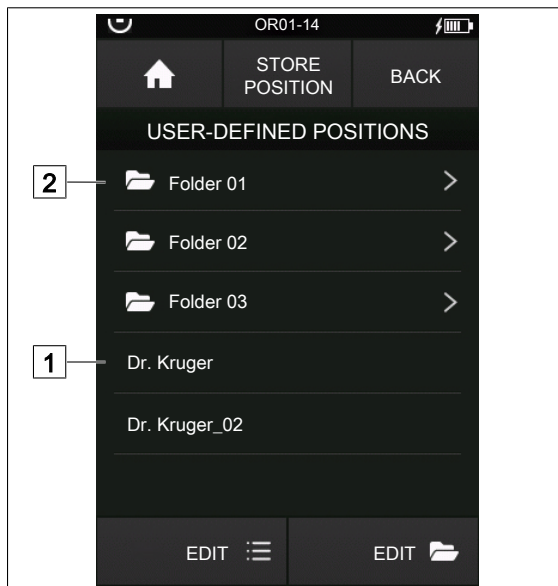 OR01-14
STORE
POSITION
BACK
USER-DEFINED POSITIONS
2
Folder 01
Folder 02
Folder 03
1
Dr. Kruger
Dr. Kruger_02
EDIT
EDIT